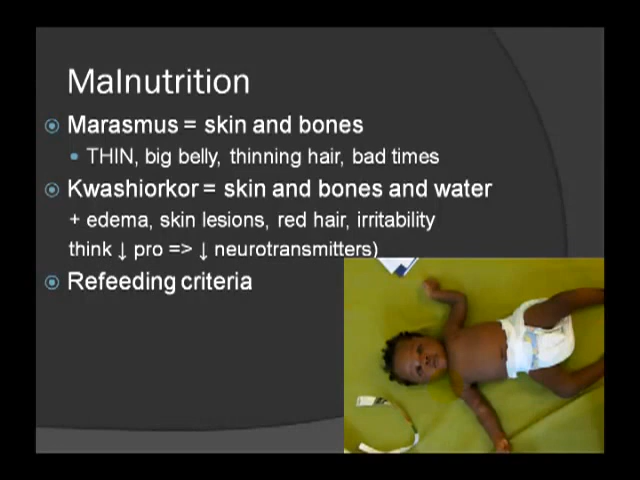 Malnutrition
Marasmus = skin and bones
THIN, big belly, thinning hair, bad times
Kwashiorkor = skin and bones and water
+ edema, skin lesions, red hair, irritability
think ↓ pro => ↓ neurotransmitters)
Refeeding criteria